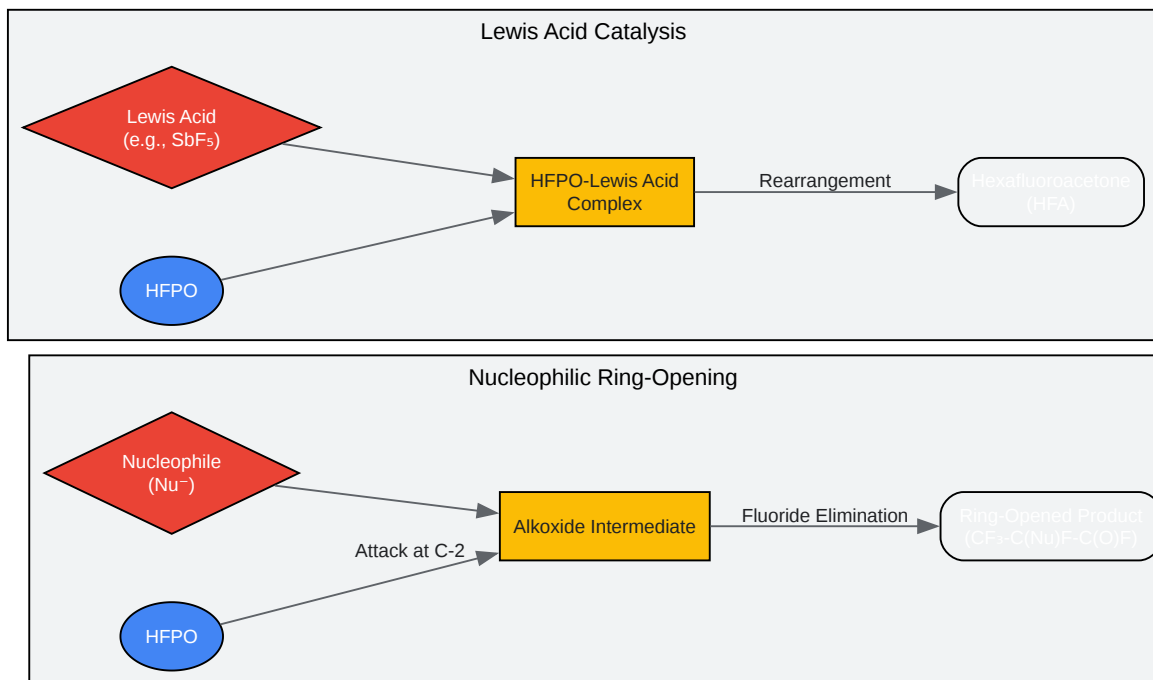 Lewis Acid Catalysis
Lewis Acid
(e.g., SbF₅)
HFPO-Lewis Acid
Complex
Rearrangement
Hexafluoroacetone
(HFA)
HFPO
Nucleophilic Ring-Opening
Nucleophile
(Nu⁻)
Alkoxide Intermediate
Fluoride Elimination
Ring-Opened Product
(CF₃-C(Nu)F-C(O)F)
Attack at C-2
HFPO